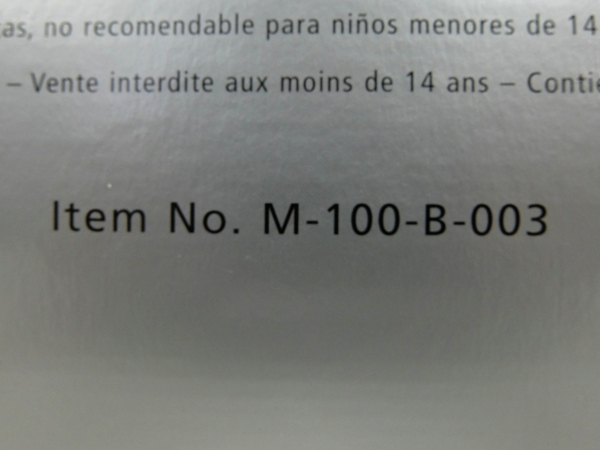 as, no recomendable para niños menores de 14
– Vente interdite aux moins de 14 ans – Contie
Item No. M-100-B-003